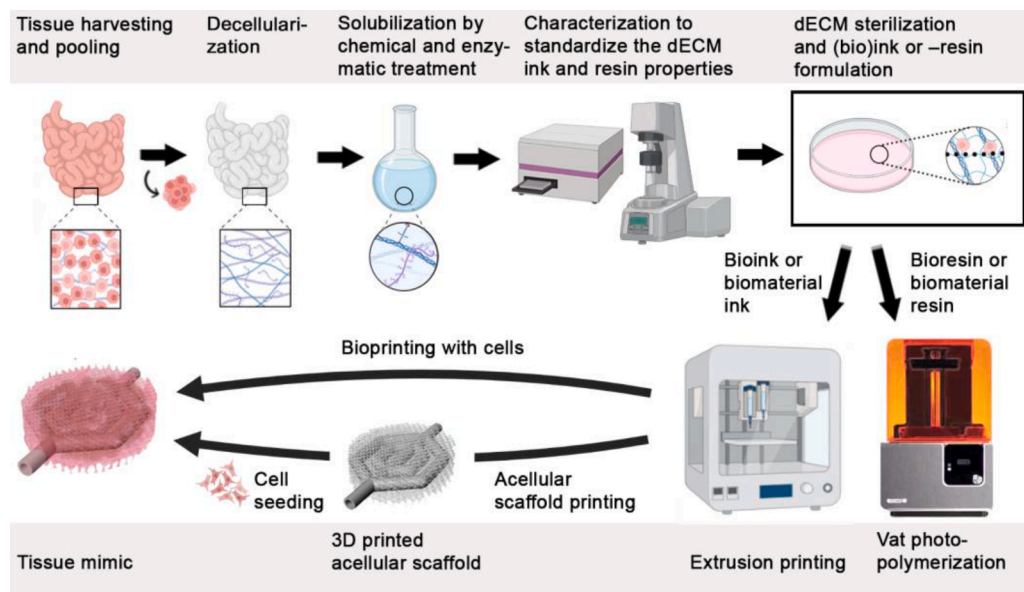 Tissue harvesting
and pooling
Decellulari-
zation
Solubilization by
chemical and enzy-
matic treatment
Characterization to
standardize the dECM
ink and resin properties
dECM sterilization
and (bio)ink or –resin
formulation
Bioink or
biomaterial
ink
Bioresin or
biomaterial
resin
Bioprinting with cells
Cell
seeding
Acellular
scaffold printing
Tissue mimic
3D printed
acellular scaffold
Extrusion printing
Vat photo-
polymerization